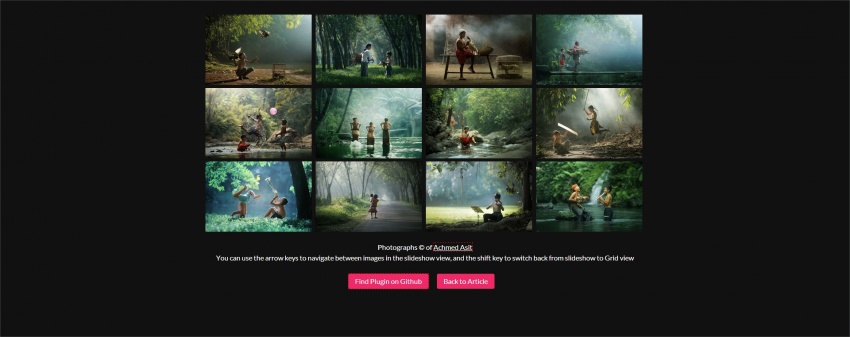 Photographs © of Achmed Asit
You can use the arrow keys to navigate between images in the slideshow view, and the shift key to switch back from slideshow to Grid view
Find Plugin on Github
Back to Article